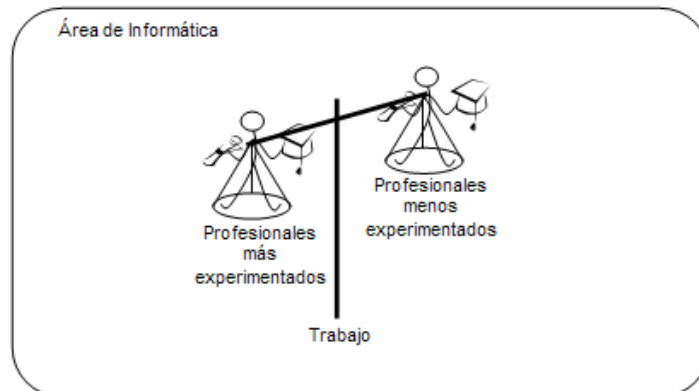 Área de Informática
Profesionales
menos
experimentados
Profesionales
más
experimentados
Trabajo